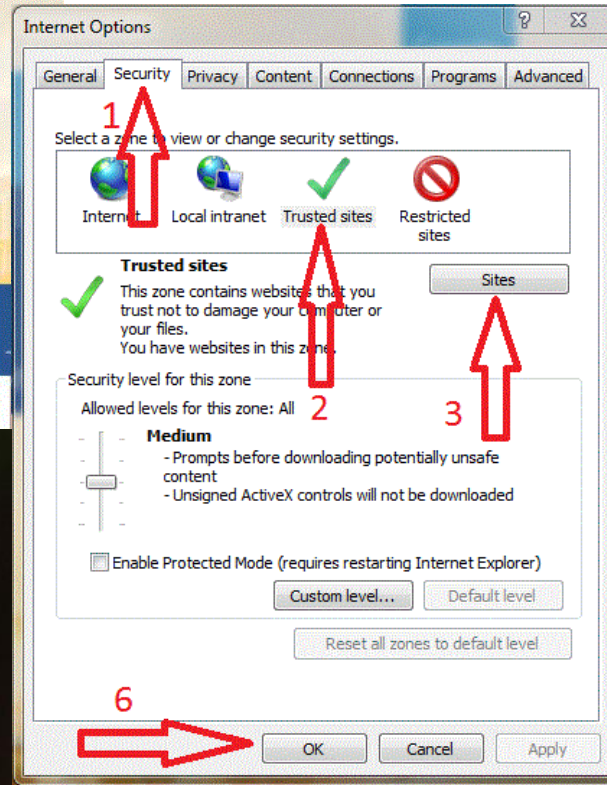 Internet Options
General Security Privacy Content Connections Programs Advanced
1
Select a zone to view or change security settings.
Internet Local intranet Trusted sites Restricted sites
Trusted sites
Sites
This zone contains websites that you
trust not to damage your computer or
your files.
You have websites in this zone.
Security level for this zone
Allowed levels for this zone: All
2
3
Medium
- Prompts before downloading potentially unsafe
content
- Unsigned ActiveX controls will not be downloaded
Enable Protected Mode (requires restarting Internet Explorer)
Custom level... Default level
Reset all zones to default level
6
OK Cancel Apply